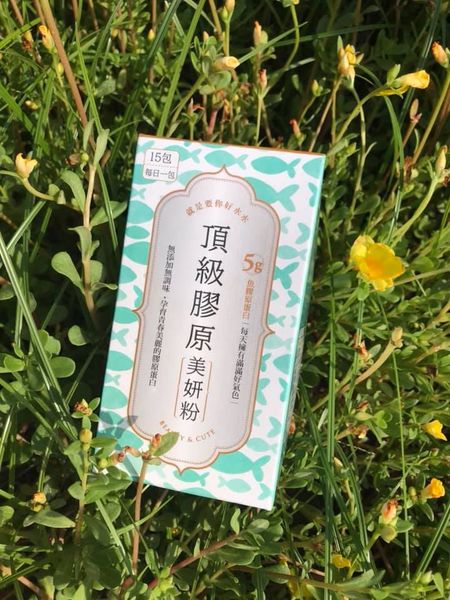 15包
每日一包
就是要你好水水
5g
魚膠原蛋白
每天擁有滿滿好氣色
頂級膠原
美妍粉
無添加無調味・孕育青春美麗的膠原蛋白
& CUTE